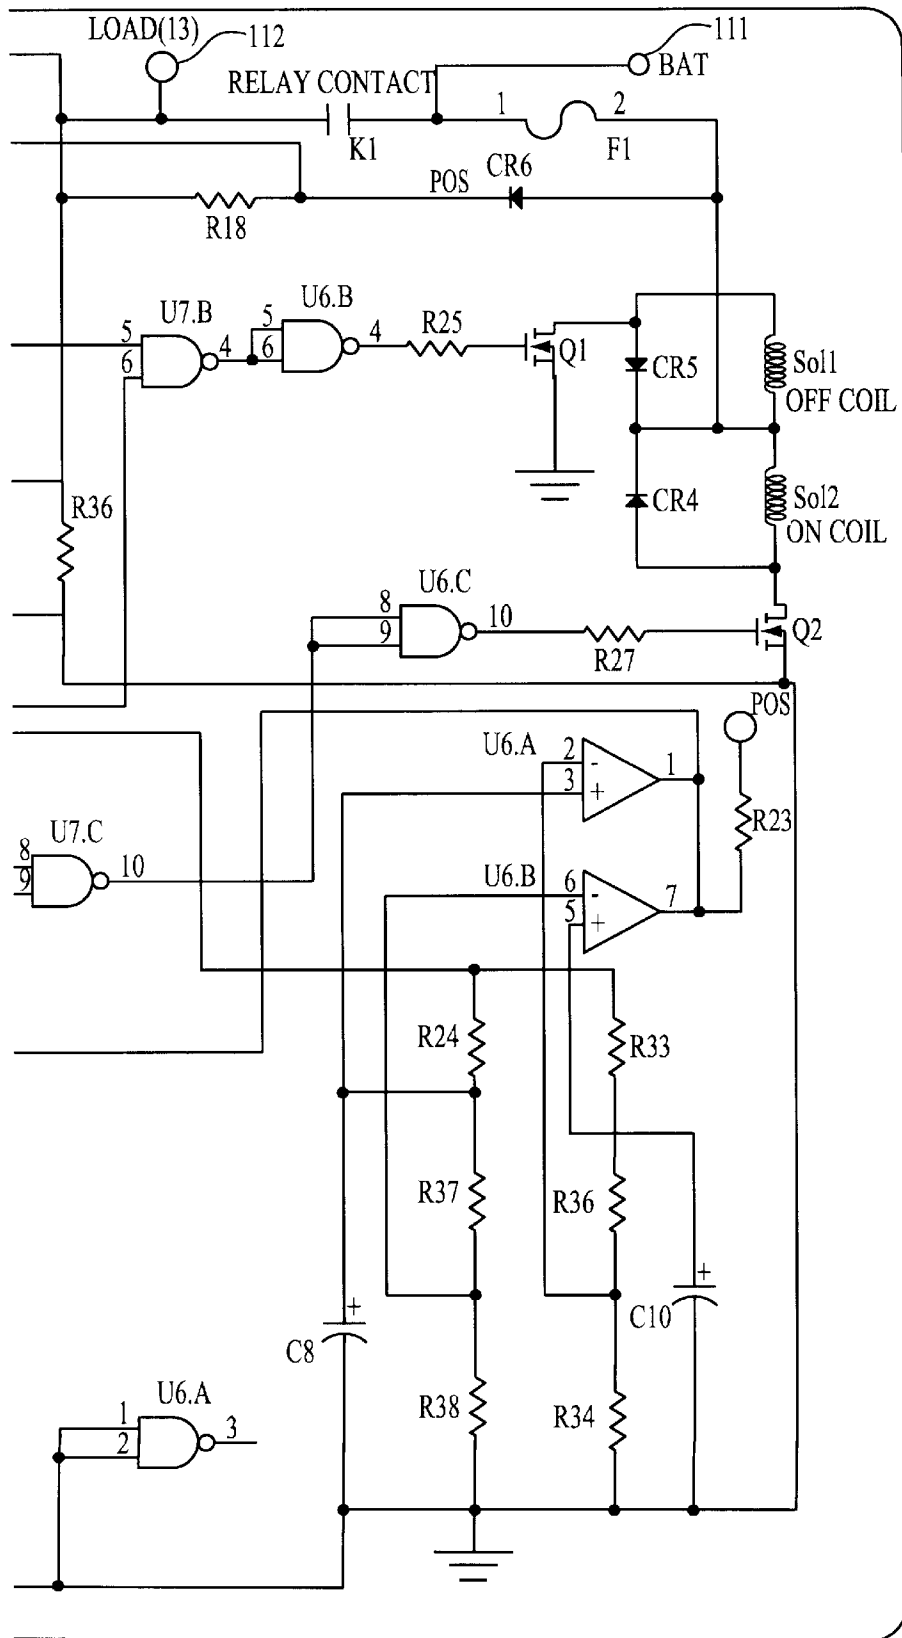 LOAD(13) 112 111
RELAY CONTACT BAT
1 2
K1 F1
CR6
POS
R18
U7.B U6.B
5 4 5 4 R25
6 6
Q1 CR5 Sol1
OFF COIL
R36 CR4 Sol2
ON COIL
U6.C
8 10
9
R27 Q2
POS
U6.A 2 - 1
3 +
R23
U7.C
8 10
9
U6.B 6 - 7
5 +
R24 R33
R37 R36
+ +
C8 C10
U6.A R38 R34
1 3
2